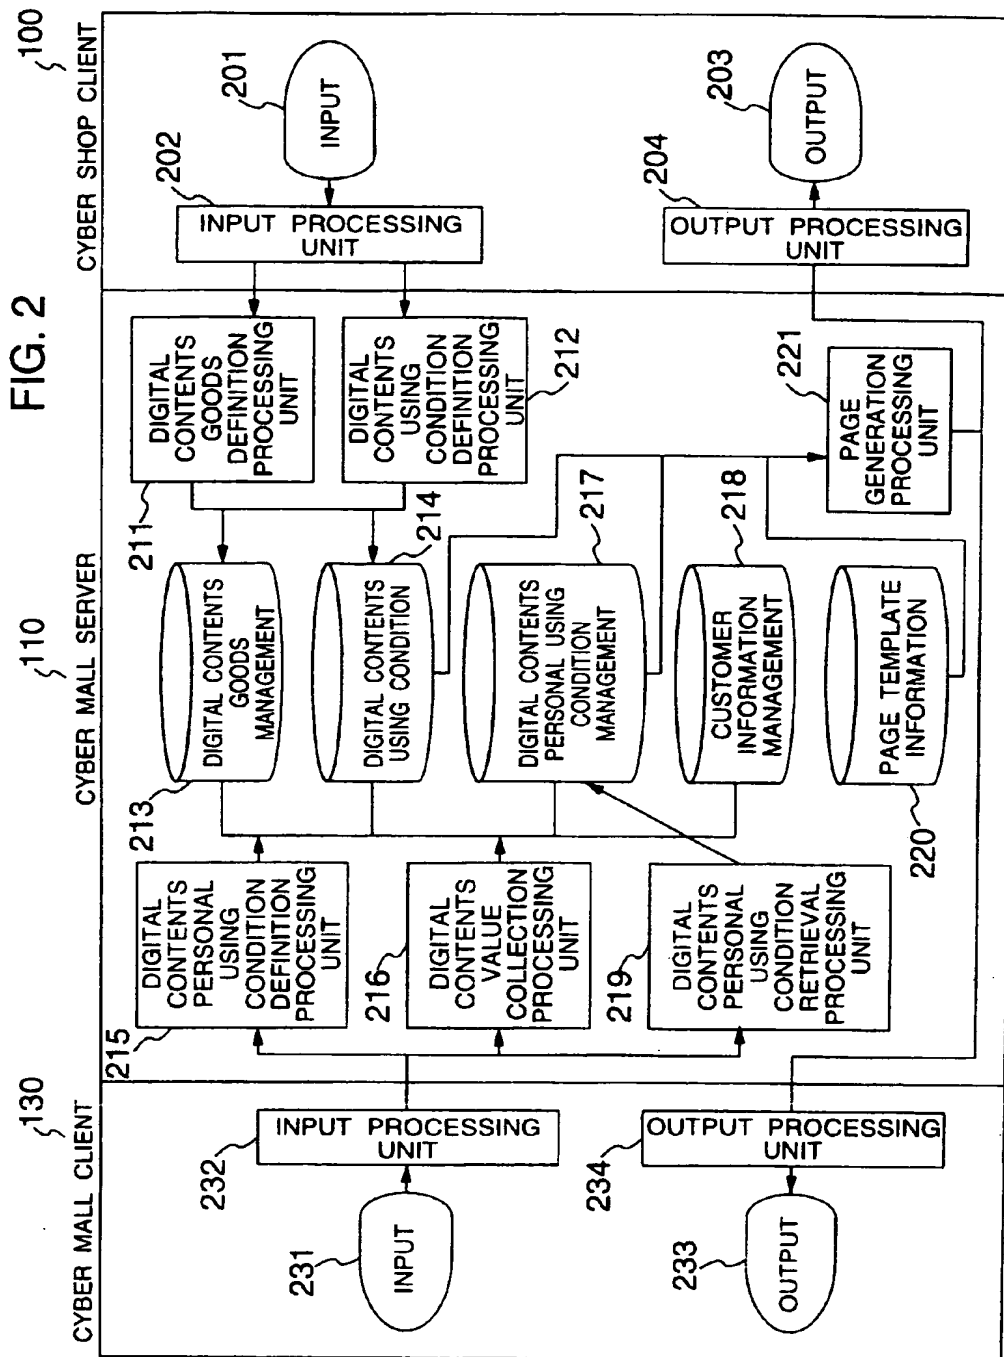 FIG. 2
130
CYBER MALL CLIENT
110
CYBER MALL SERVER
100
CYBER SHOP CLIENT
231
INPUT
232
INPUT PROCESSING
UNIT
233
OUTPUT
234
OUTPUT PROCESSING
UNIT
215
DIGITAL
CONTENTS
PERSONAL
USING
CONDITION
DEFINITION
PROCESSING
UNIT
216
DIGITAL
CONTENTS
VALUE
COLLECTION
PROCESSING
UNIT
219
DIGITAL
CONTENTS
PERSONAL
USING
CONDITION
RETRIEVAL
PROCESSING
UNIT
213
DIGITAL CONTENTS
GOODS
MANAGEMENT
214
DIGITAL CONTENTS
USING CONDITION
217
DIGITAL CONTENTS
PERSONAL USING
CONDITION
MANAGEMENT
218
CUSTOMER
INFORMATION
MANAGEMENT
220
PAGE TEMPLATE
INFORMATION
211
DIGITAL
CONTENTS
GOODS
DEFINITION
PROCESSING
UNIT
212
DIGITAL
CONTENTS
USING
CONDITION
DEFINITION
PROCESSING
UNIT
221
PAGE
GENERATION
PROCESSING
UNIT
202
INPUT PROCESSING
UNIT
201
INPUT
204
OUTPUT PROCESSING
UNIT
203
OUTPUT